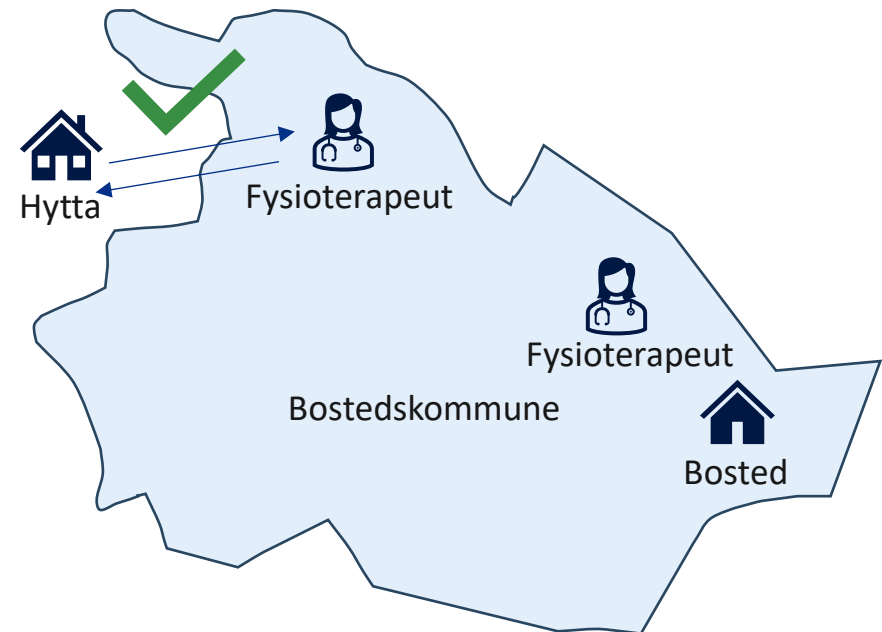 Hytta
Fysioterapeut
Fysioterapeut
Bostedskommune
Bosted